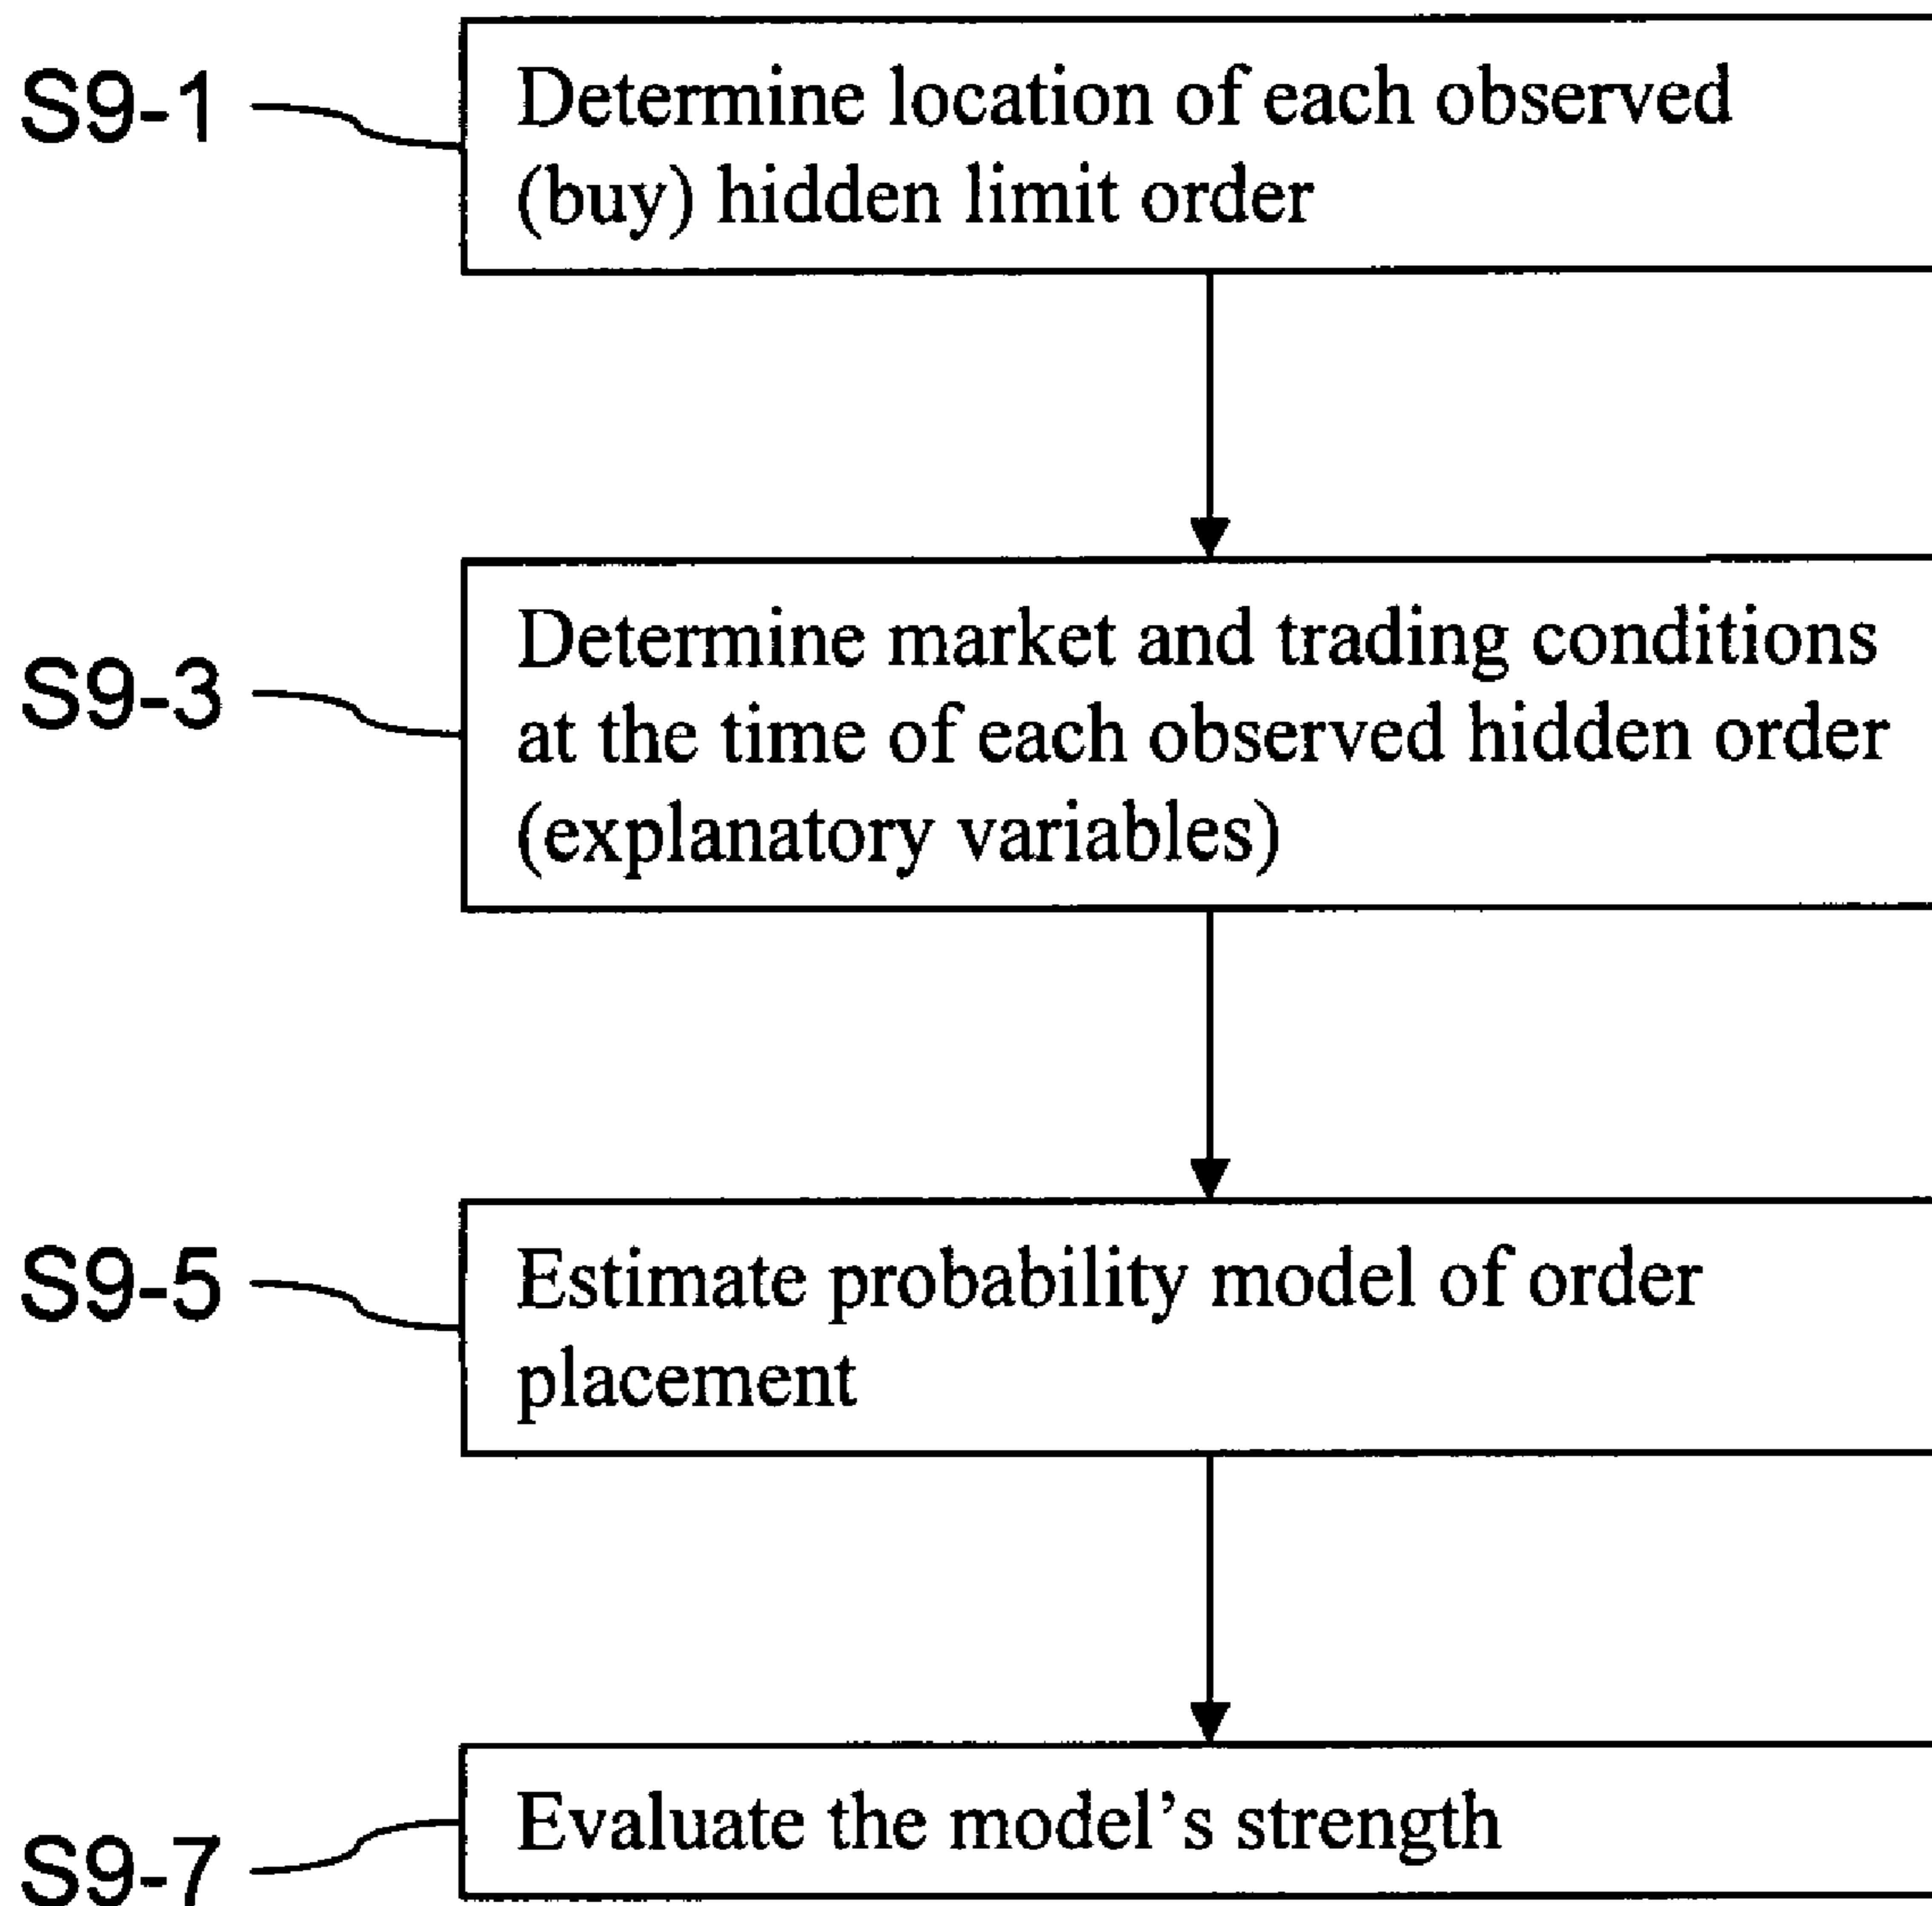 S9-1
Determine location of each observed
(buy) hidden limit order
S9-3
Determine market and trading conditions
at the time of each observed hidden order
(explanatory variables)
S9-5
Estimate probability model of order
placement
S9-7
Evaluate the model’s strength